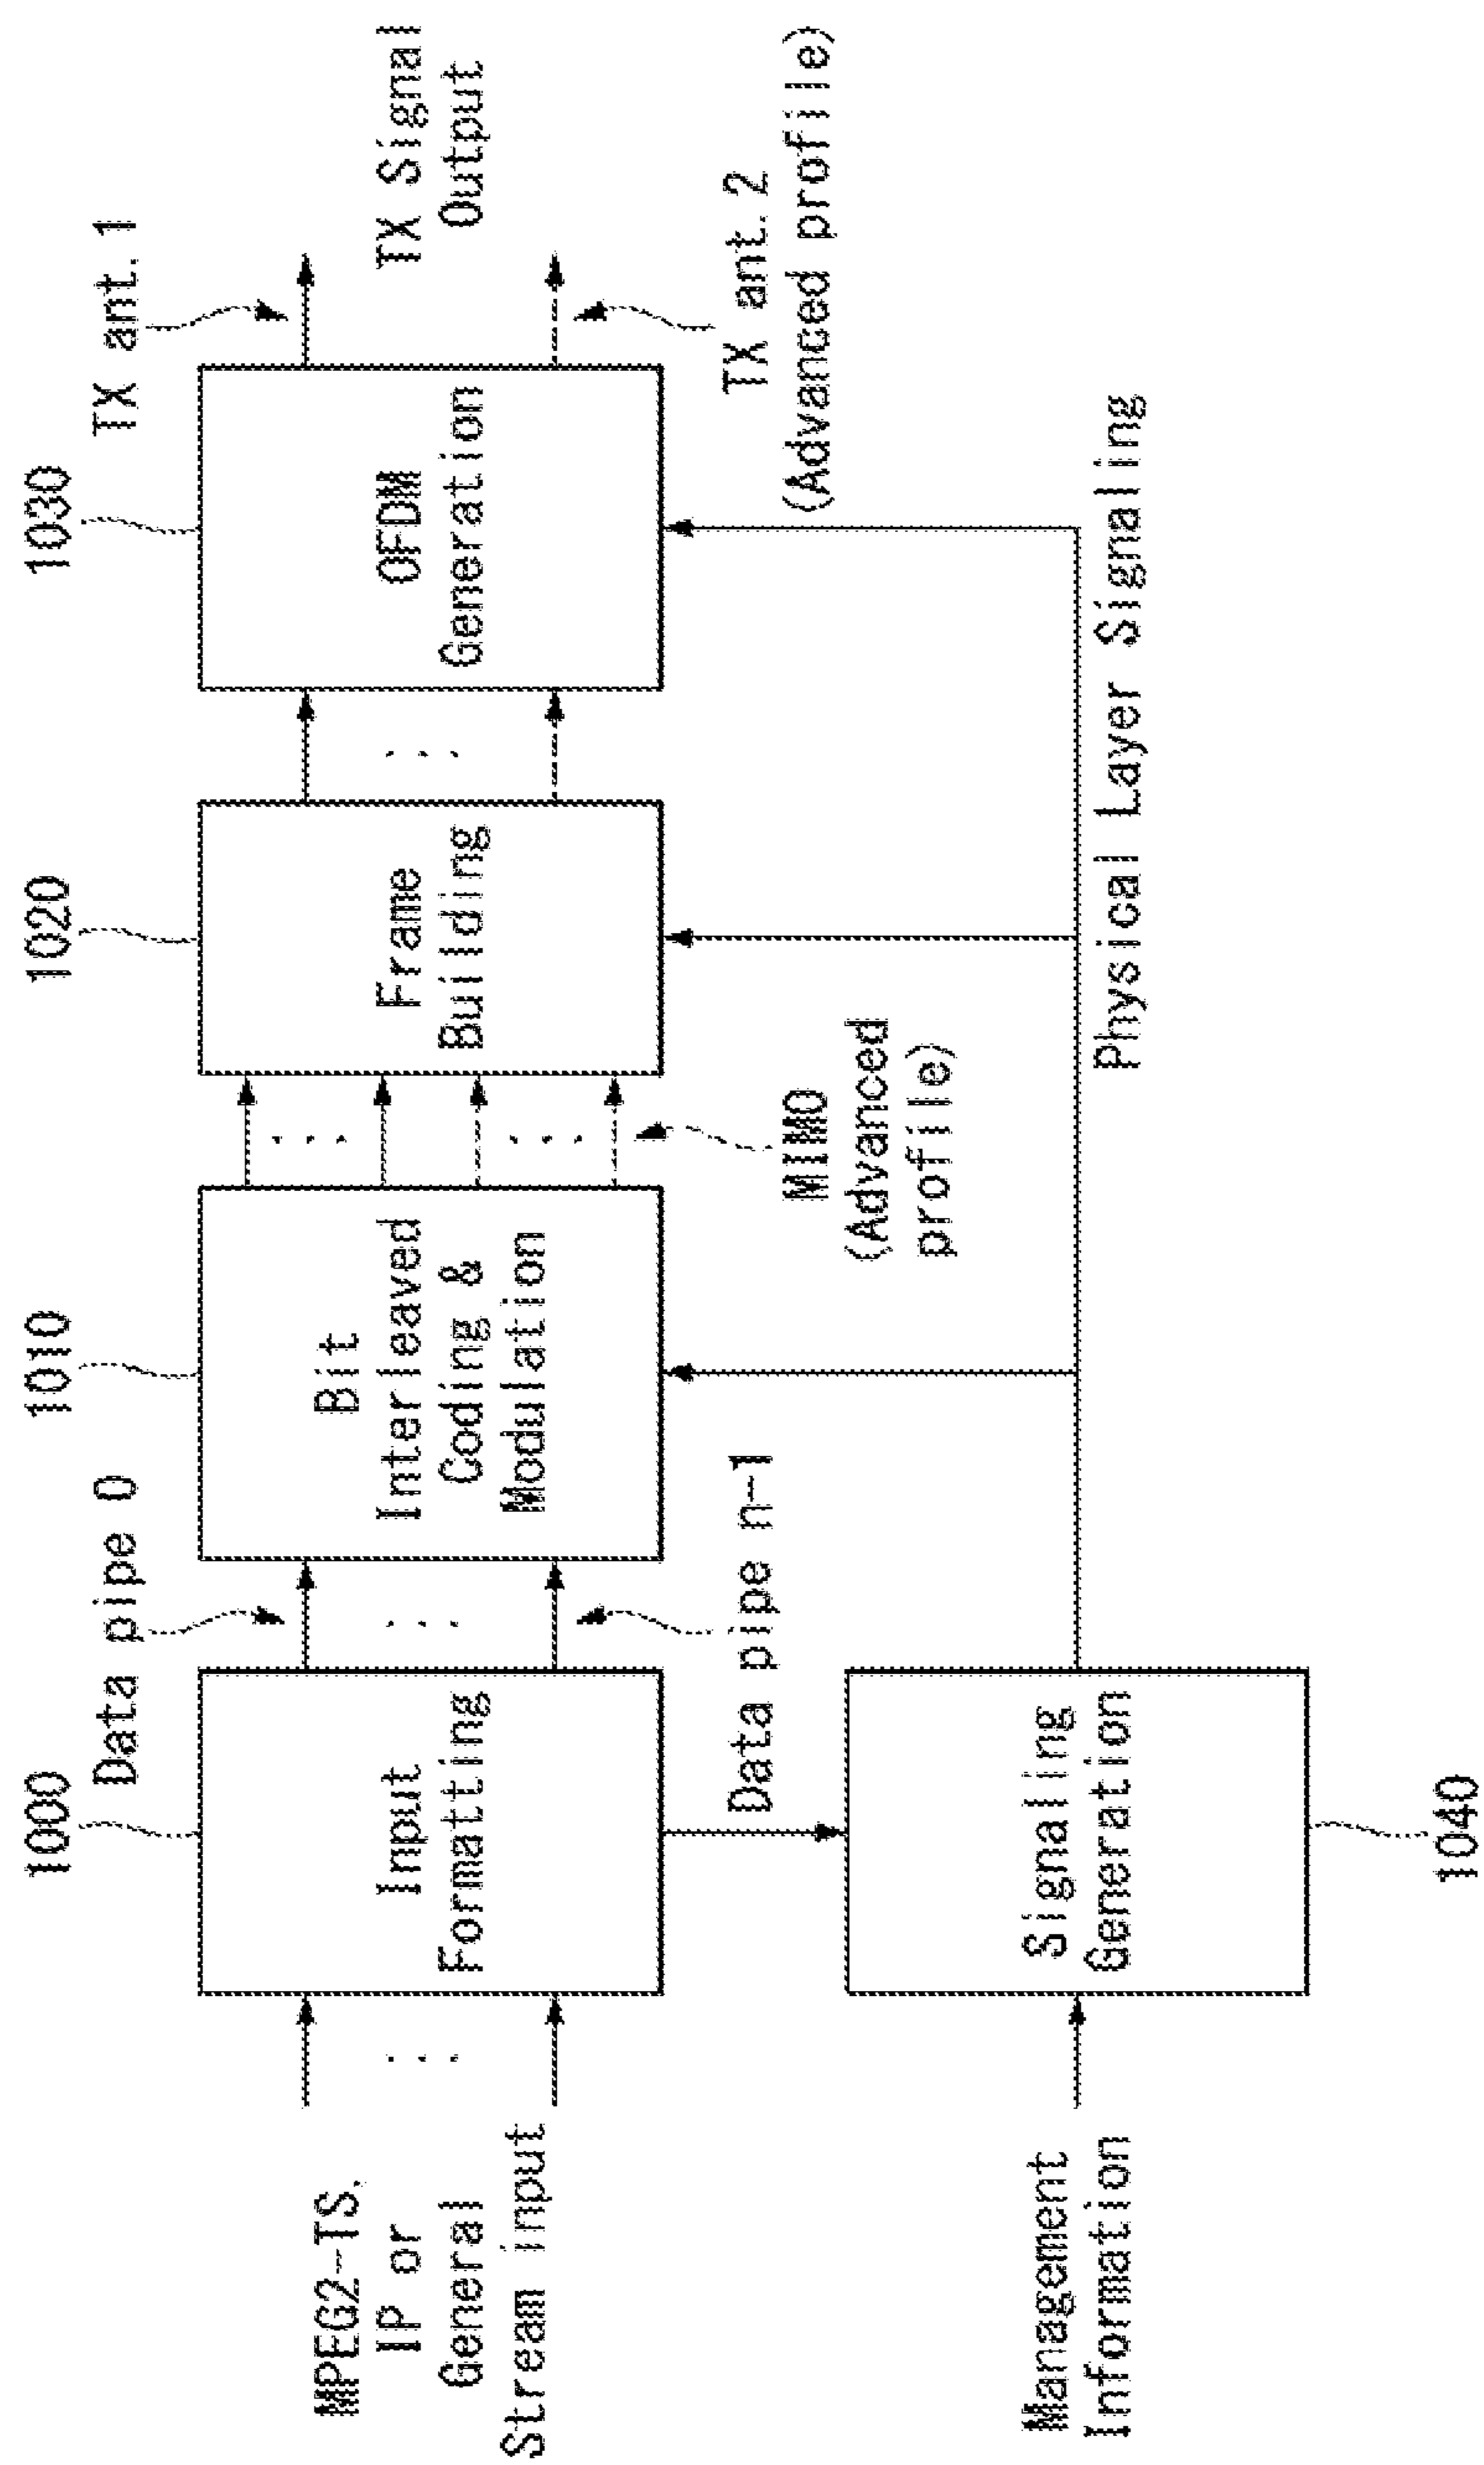 1000
1010
1020
1030
Data pipe 0
TX ant. 1
MPEG2-TS,
IP or
General
Stream input
Input
Formatting
Bit
Interleaved
Coding &
Modulation
Frame
Building
OFDM
Generation
TX Signal
Output
Data pipe n-1
MIMO
(Advanced
profile)
TX ant. 2
(Advanced profile)
Management
Information
Signaling
Generation
Physical Layer Signaling
1040